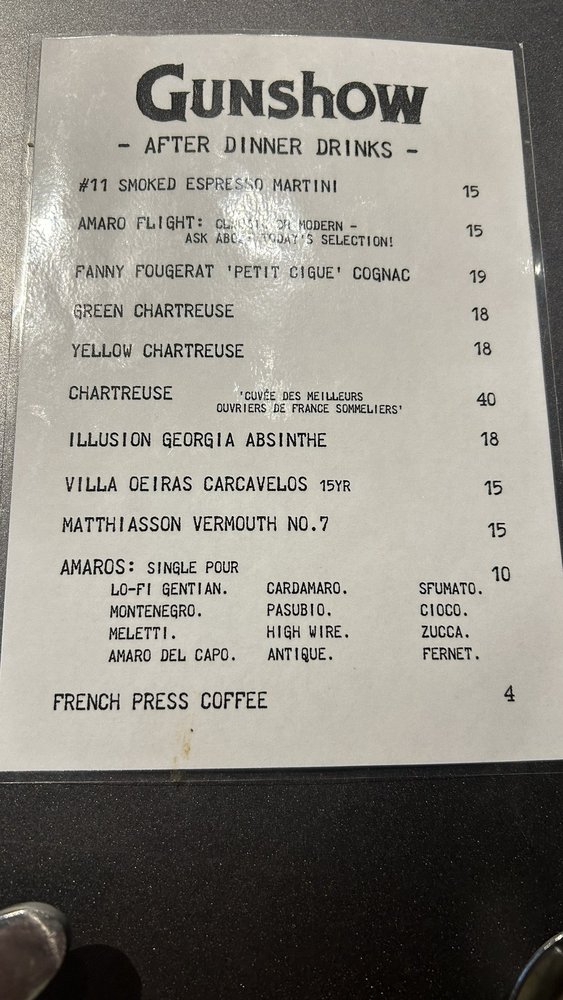 GUNSHOW
- AFTER DINNER DRINKS -
#11 SMOKED ESPRESSO MARTINI 15
AMARO FLIGHT: CLASSIC OR MODERN - 15
ASK ABOUT TODAY'S SELECTION!
FANNY FOUGERAT 'PETIT CIGUE' COGNAC 19
GREEN CHARTREUSE 18
YELLOW CHARTREUSE 18
CHARTREUSE 'CUVÉE DES MEILLEURS 40
OUVRIERS DE FRANCE SOMMELIERS'
ILLUSION GEORGIA ABSINTHE 18
VILLA OEIRAS CARCAVELOS 15YR 15
MATTHIASSON VERMOUTH NO.7 15
AMAROS: SINGLE POUR 10
LO-FI GENTIAN. CARDAMARO. SFUMATO.
MONTENEGRO. PASUBIO. CIOCO.
MELETTI. HIGH WIRE. ZUCCA.
AMARO DEL CAPO. ANTIQUE. FERNET.
FRENCH PRESS COFFEE 4